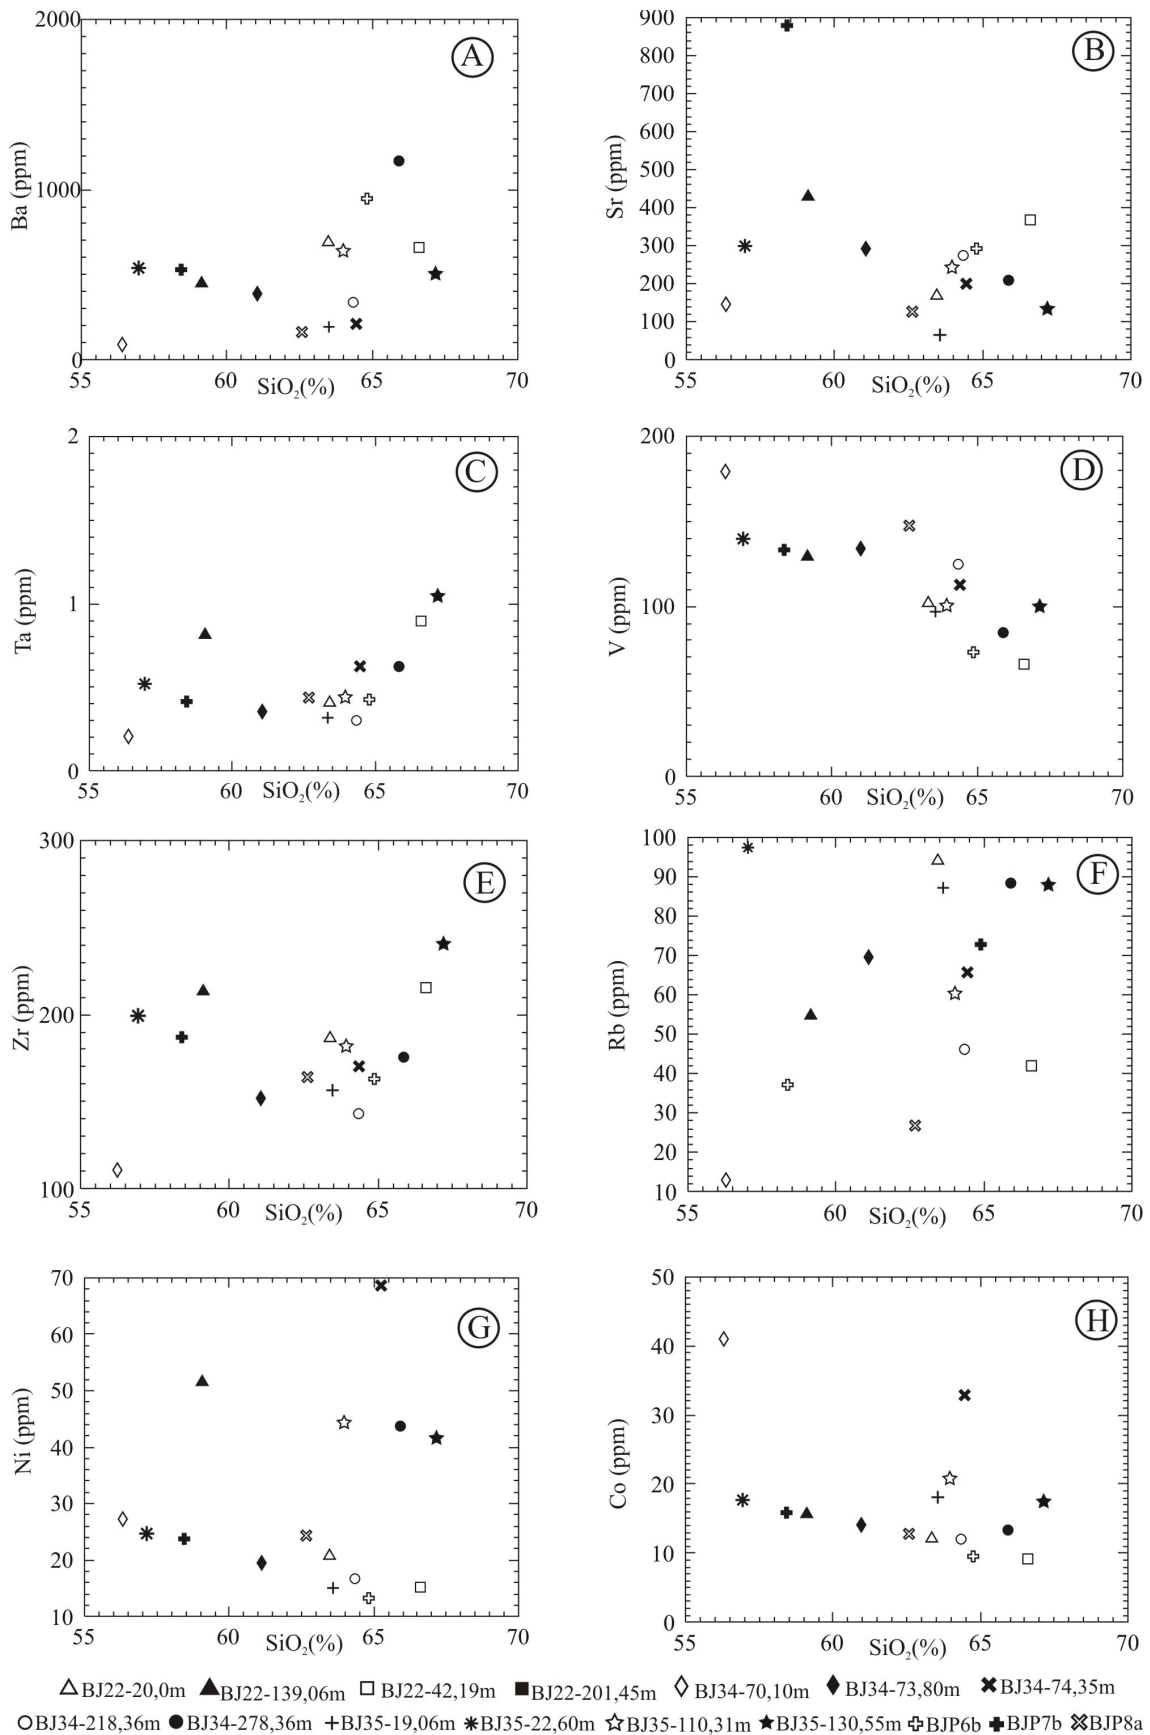 2000
A
Ba (ppm)
1000
0
55
60
SiO2(%)
65
70
900
B
800
700
600
Sr (ppm)
500
400
300
200
100
0
55
60
SiO2(%)
65
70
2
C
Ta (ppm)
1
0
55
60
SiO2(%)
65
70
200
D
V (ppm)
100
0
55
60
SiO2(%)
65
70
300
E
Zr (ppm)
200
100
55
60
SiO2(%)
65
70
100
F
90
80
70
Rb (ppm)
60
50
40
30
20
10
55
60
SiO2(%)
65
70
70
G
60
50
Ni (ppm)
40
30
20
10
55
60
SiO2(%)
65
70
50
H
40
Co (ppm)
30
20
10
0
55
60
SiO2(%)
65
70
BJ22-20,0m BJ22-139,06m BJ22-42,19m BJ22-201,45m BJ34-70,10m BJ34-73,80m BJ34-74,35m
BJ34-218,36m BJ34-278,36m BJ35-19,06m BJ35-22,60m BJ35-110,31m BJ35-130,55m BJP6b BJP7b BJP8a